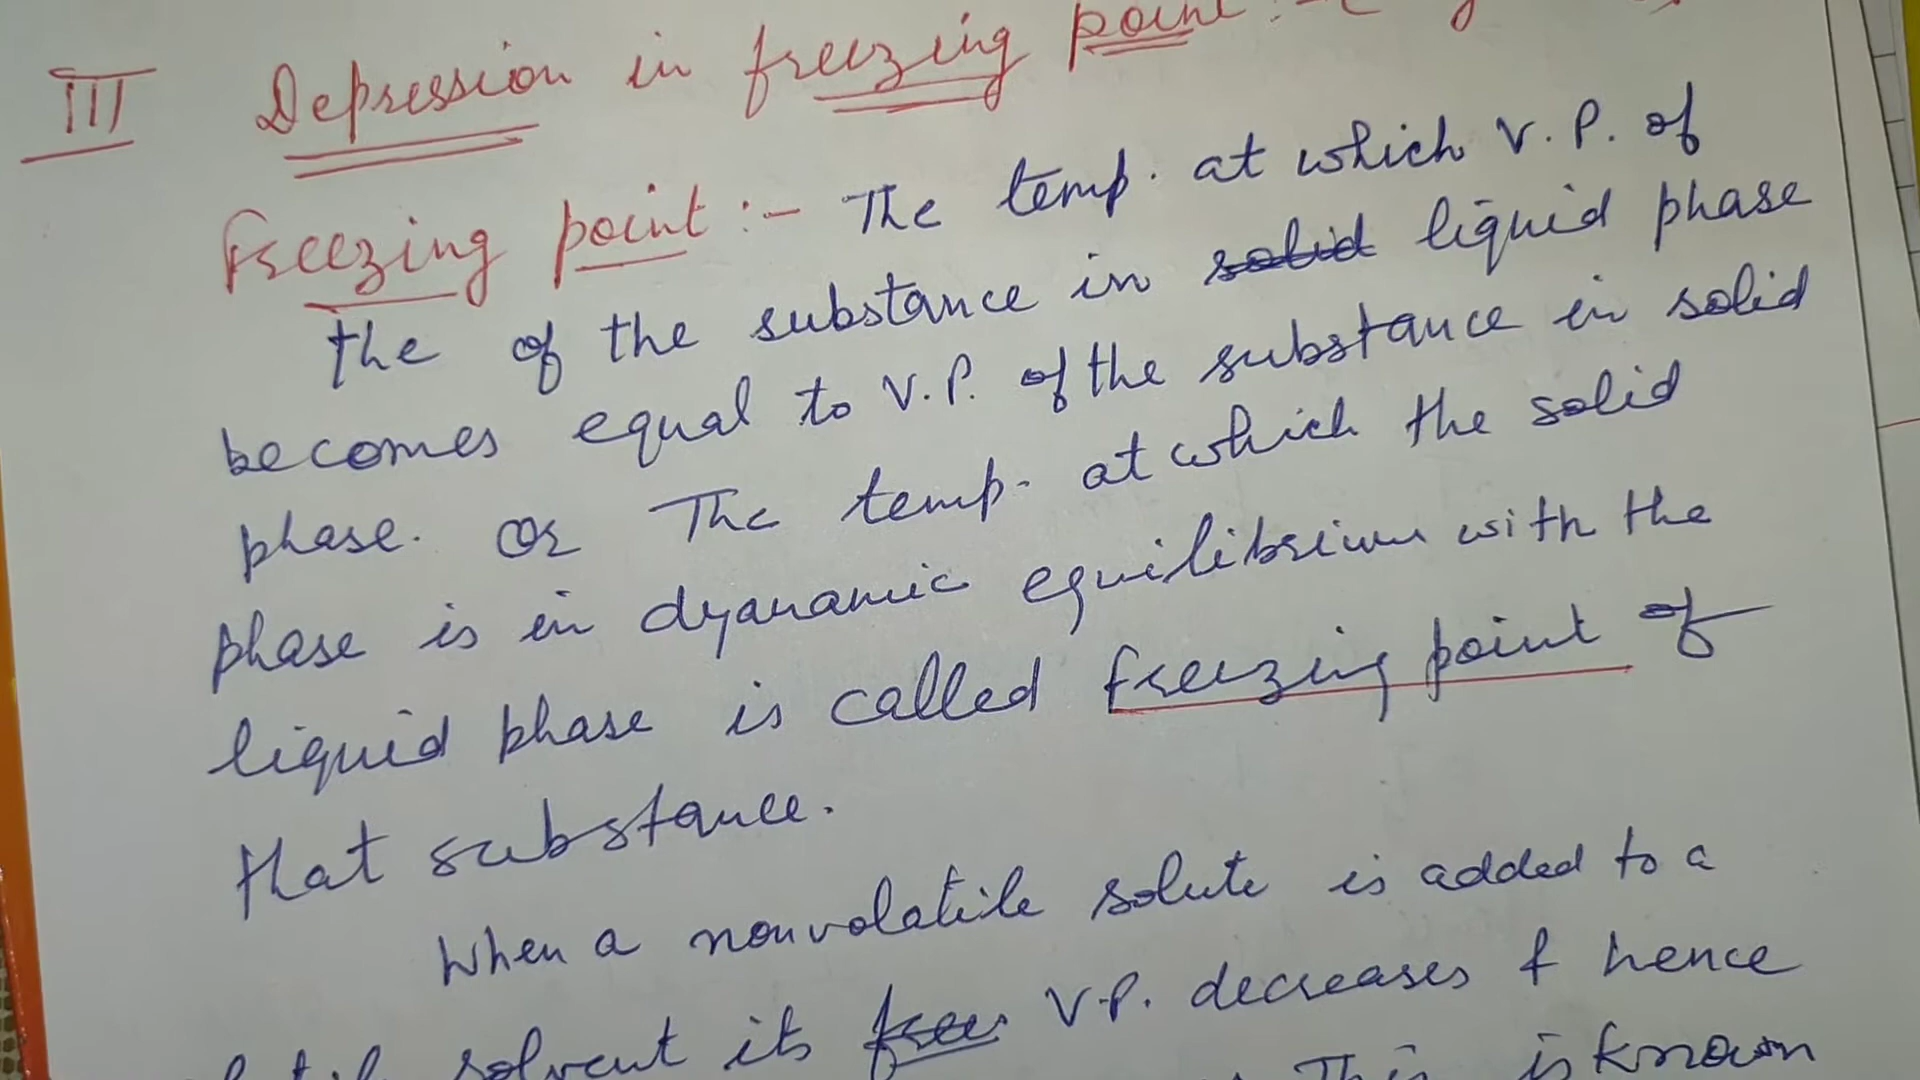 III Depression in freezing point :-
Freezing point :- The temp. at which V.P. of
the of the substance in solid liquid phase
becomes equal to V.P. of the substance in solid
phase. or The temp. at which the solid
phase is in dyanamic equilibrium with the
liquid phase is called freezing point of
that substance.
When a nonvolatile solute is added to a
solvent its free V.P. decreases & hence
This is known